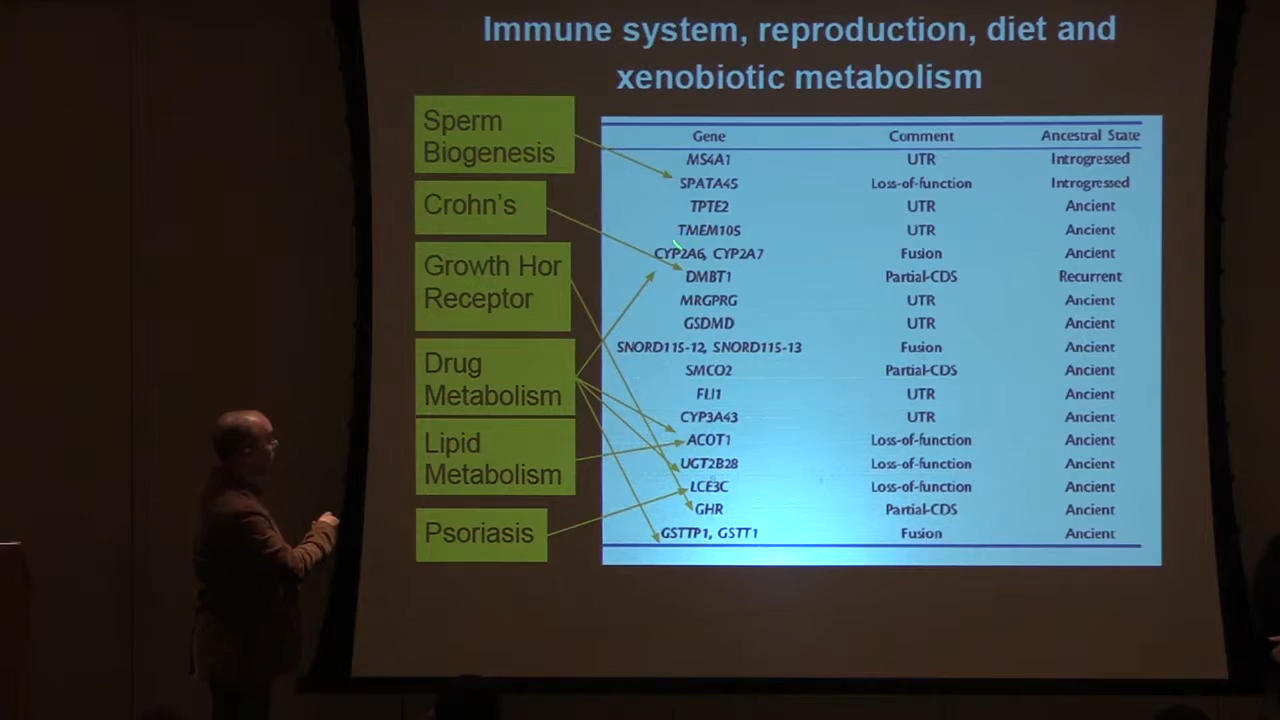 Immune system, reproduction, diet and
xenobiotic metabolism
Sperm
Biogenesis
Crohn's
Growth Hor
Receptor
Drug
Metabolism
Lipid
Metabolism
Psoriasis
Gene Comment Ancestral State
MS4A1 UTR Introgressed
SPATA45 Loss-of-function Introgressed
TPTE2 UTR Ancient
TMEM105 UTR Ancient
CYP2A6, CYP2A7 Fusion Ancient
DMBT1 Partial-CDS Recurrent
MRGPRG UTR Ancient
GSDMD UTR Ancient
SNORD115-12, SNORD115-13 Fusion Ancient
SMCO2 Partial-CDS Ancient
FLI1 UTR Ancient
CYP3A43 UTR Ancient
ACOT1 Loss-of-function Ancient
UGT2B28 Loss-of-function Ancient
LCE3C Loss-of-function Ancient
GHR Partial-CDS Ancient
GSTTP1, GSTT1 Fusion Ancient